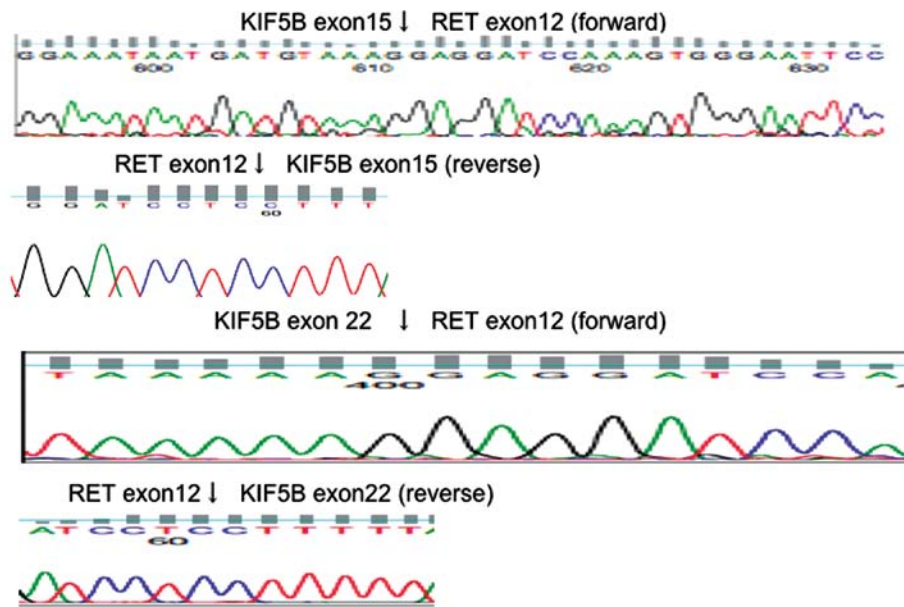 KIF5B exon15 ↓ RET exon12 (forward)
GGAAATAATGATGTAAAGGAGGATCCAAAGTGGGAATTCC
600 610 620 630
RET exon12 ↓ KIF5B exon15 (reverse)
GGATCCTCCTTT
60
KIF5B exon 22 ↓ RET exon12 (forward)
TAAAAAGGAGGATCCA
400
RET exon12 ↓ KIF5B exon22 (reverse)
ATCCTCCTTTTT
60